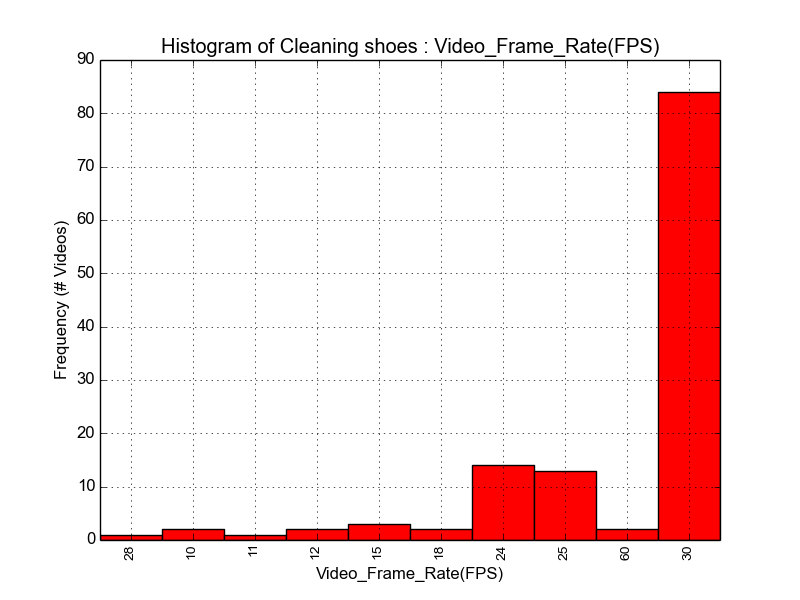 Histogram of Cleaning shoes : Video_Frame_Rate(FPS)
90
80
70
60
50
40
30
20
10
0
Frequency (# Videos)
28 10 11 12 15 18 24 25 60 30
Video_Frame_Rate(FPS)